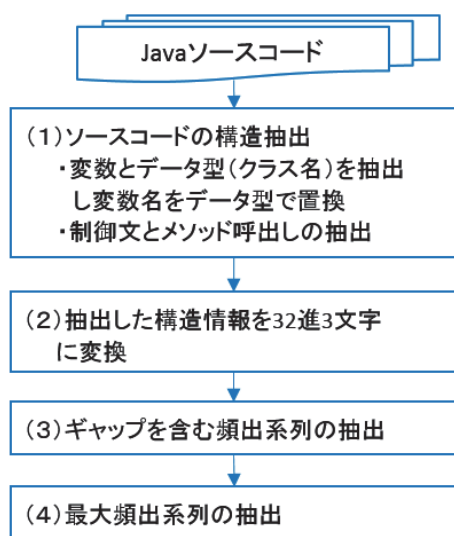 Javaソースコード
(1)ソースコードの構造抽出
・変数とデータ型(クラス名)を抽出
し変数名をデータ型で置換
・制御文とメソッド呼出しの抽出
(2)抽出した構造情報を32進3文字
に変換
(3)ギャップを含む頻出系列の抽出
(4)最大頻出系列の抽出